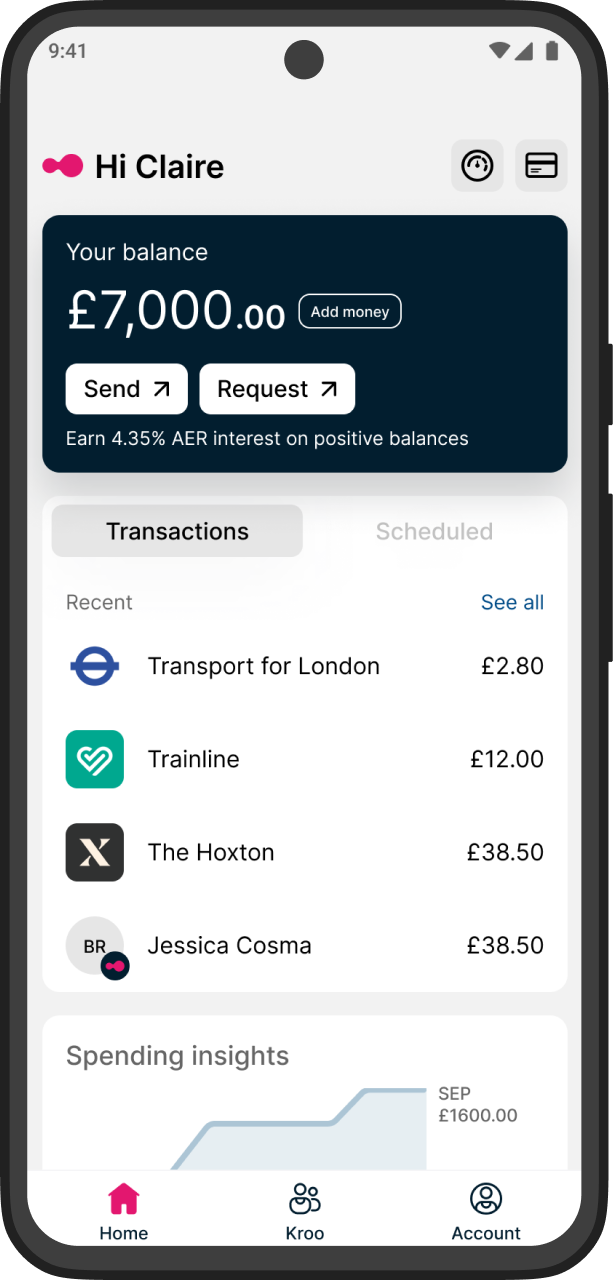 9:41
Hi Claire
Your balance
£7,000.00 Add money
Send Request
Earn 4.35% AER interest on positive balances
Transactions Scheduled
Recent See all
Transport for London £2.80
Trainline £12.00
X The Hoxton £38.50
BR Jessica Cosma £38.50
Spending insights
SEP
£1600.00
Home Kroo Account